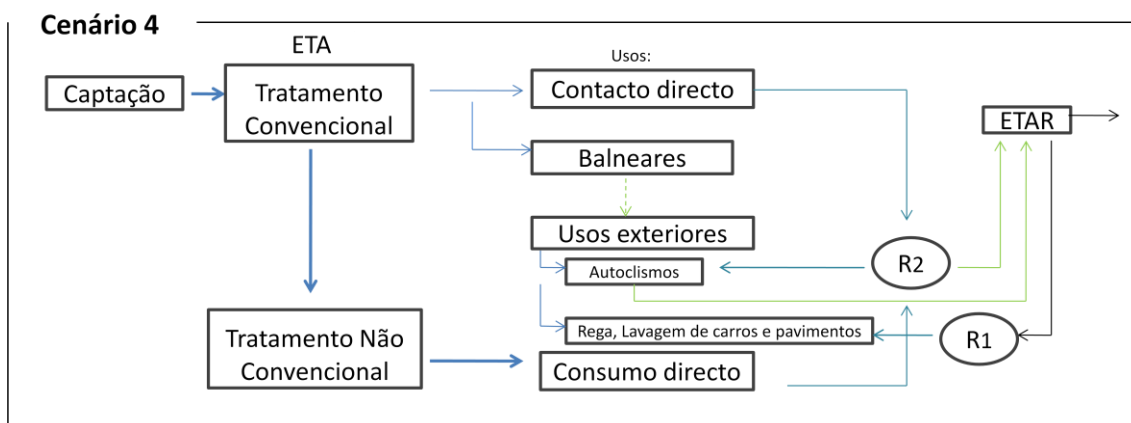 Cenário 4
ETA
Usos:
Captação
Tratamento
Convencional
Contacto directo
ETAR
Balneares
Usos exteriores
Autoclismos
R2
Tratamento Não
Convencional
Rega, Lavagem de carros e pavimentos
R1
Consumo directo